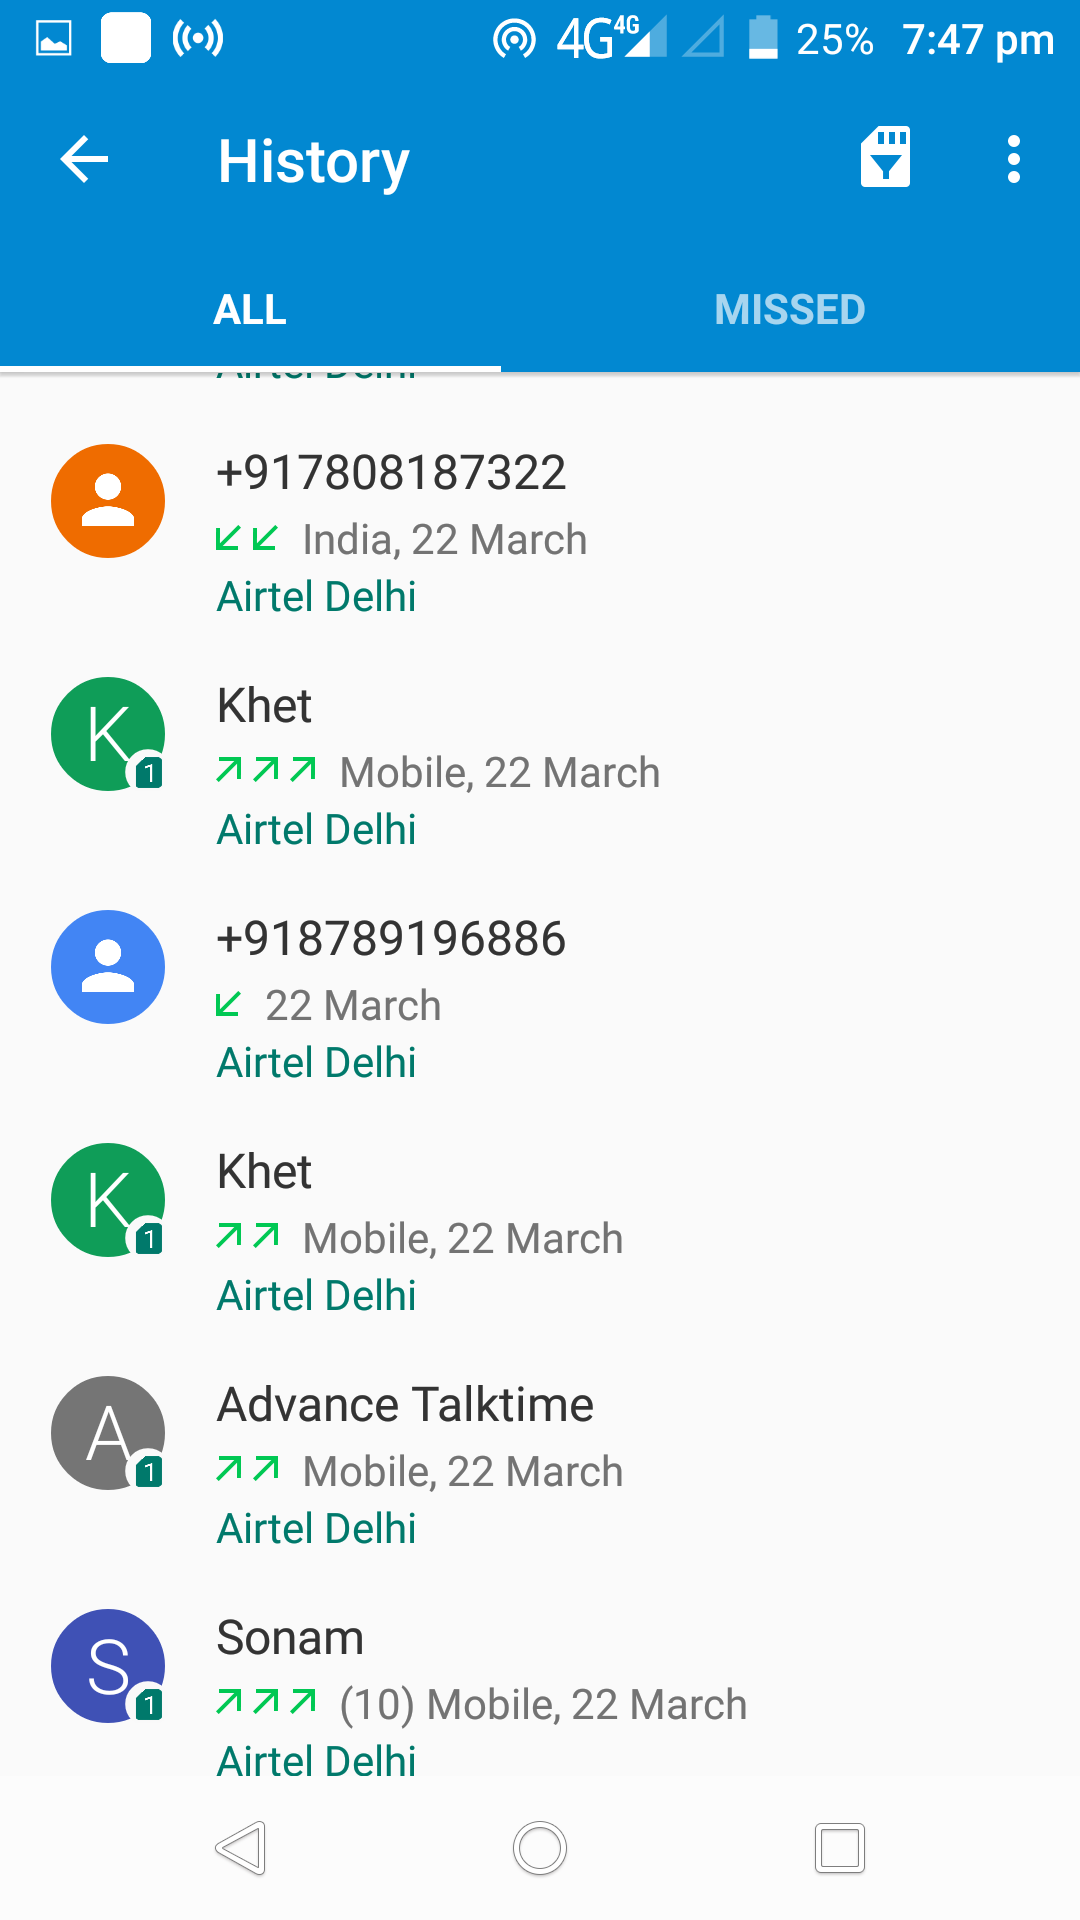 4G 4G 25% 7:47 pm
History
ALL MISSED
Airtel Delhi
+917808187322
India, 22 March
Airtel Delhi
K 1
Khet
Mobile, 22 March
Airtel Delhi
+918789196886
22 March
Airtel Delhi
K 1
Khet
Mobile, 22 March
Airtel Delhi
A 1
Advance Talktime
Mobile, 22 March
Airtel Delhi
S 1
Sonam
(10) Mobile, 22 March
Airtel Delhi